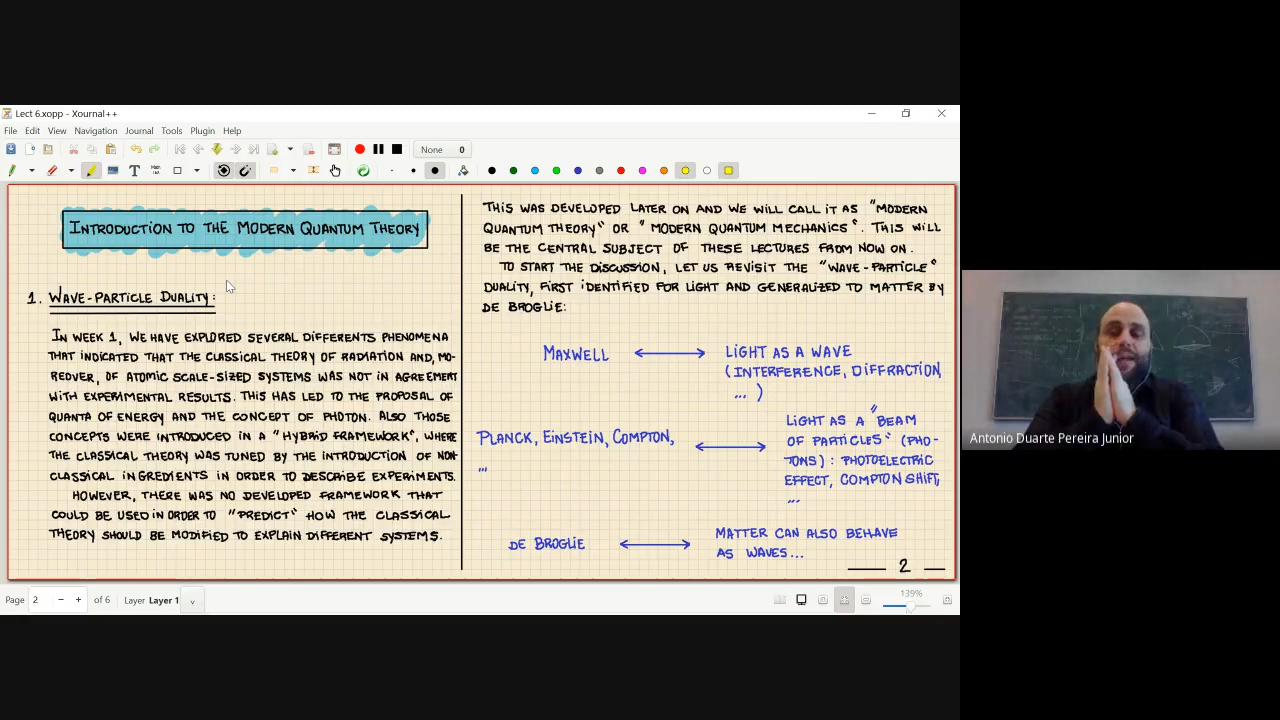 Lect 6.xopp - Xournal++
File Edit View Navigation Journal Tools Plugin Help
None 0
INTRODUCTION TO THE MODERN QUANTUM THEORY
1. WAVE-PARTICLE DUALITY:
IN WEEK 1, WE HAVE EXPLORED SEVERAL DIFFERENTS PHENOMENA
THAT INDICATED THAT THE CLASSICAL THEORY OF RADIATION AND, MO-
REOVER, OF ATOMIC SCALE-SIZED SYSTEMS WAS NOT IN AGREEMENT
WITH EXPERIMENTAL RESULTS. THIS HAS LED TO THE PROPOSAL OF
QUANTA OF ENERGY AND THE CONCEPT OF PHOTON. ALSO THOSE
CONCEPTS WERE INTRODUCED IN A "HYBRID FRAMEWORK", WHERE
THE CLASSICAL THEORY WAS TUNED BY THE INTRODUCTION OF NON
CLASSICAL INGREDIENTS IN ORDER TO DESCRIBE EXPERIMENTS.
HOWEVER, THERE WAS NO DEVELOPED FRAMEWORK THAT
COULD BE USED IN ORDER TO "PREDICT" HOW THE CLASSICAL
THEORY SHOULD BE MODIFIED TO EXPLAIN DIFFERENT SYSTEMS.
THIS WAS DEVELOPED LATER ON AND WE WILL CALL IT AS "MODERN
QUANTUM THEORY" OR "MODERN QUANTUM MECHANICS". THIS WILL
BE THE CENTRAL SUBJECT OF THESE LECTURES FROM NOW ON.
TO START THE DISCUSSION, LET US REVISIT THE "WAVE-PARTICLE"
DUALITY, FIRST IDENTIFIED FOR LIGHT AND GENERALIZED TO MATTER BY
DE BROGLIE:
MAXWELL ↔ LIGHT AS A WAVE
(INTERFERENCE, DIFFRACTION,
... )
PLANCK, EINSTEIN, COMPTON,
...
↔ LIGHT AS A "BEAM
OF PARTICLES" (PHO-
TONS): PHOTOELECTRIC
EFFECT, COMPTON SHIFT,
...
DE BROGLIE ↔ MATTER CAN ALSO BEHAVE
AS WAVES...
2
Page 2 - + of 6 Layer Layer 1
139%
Antonio Duarte Pereira Junior